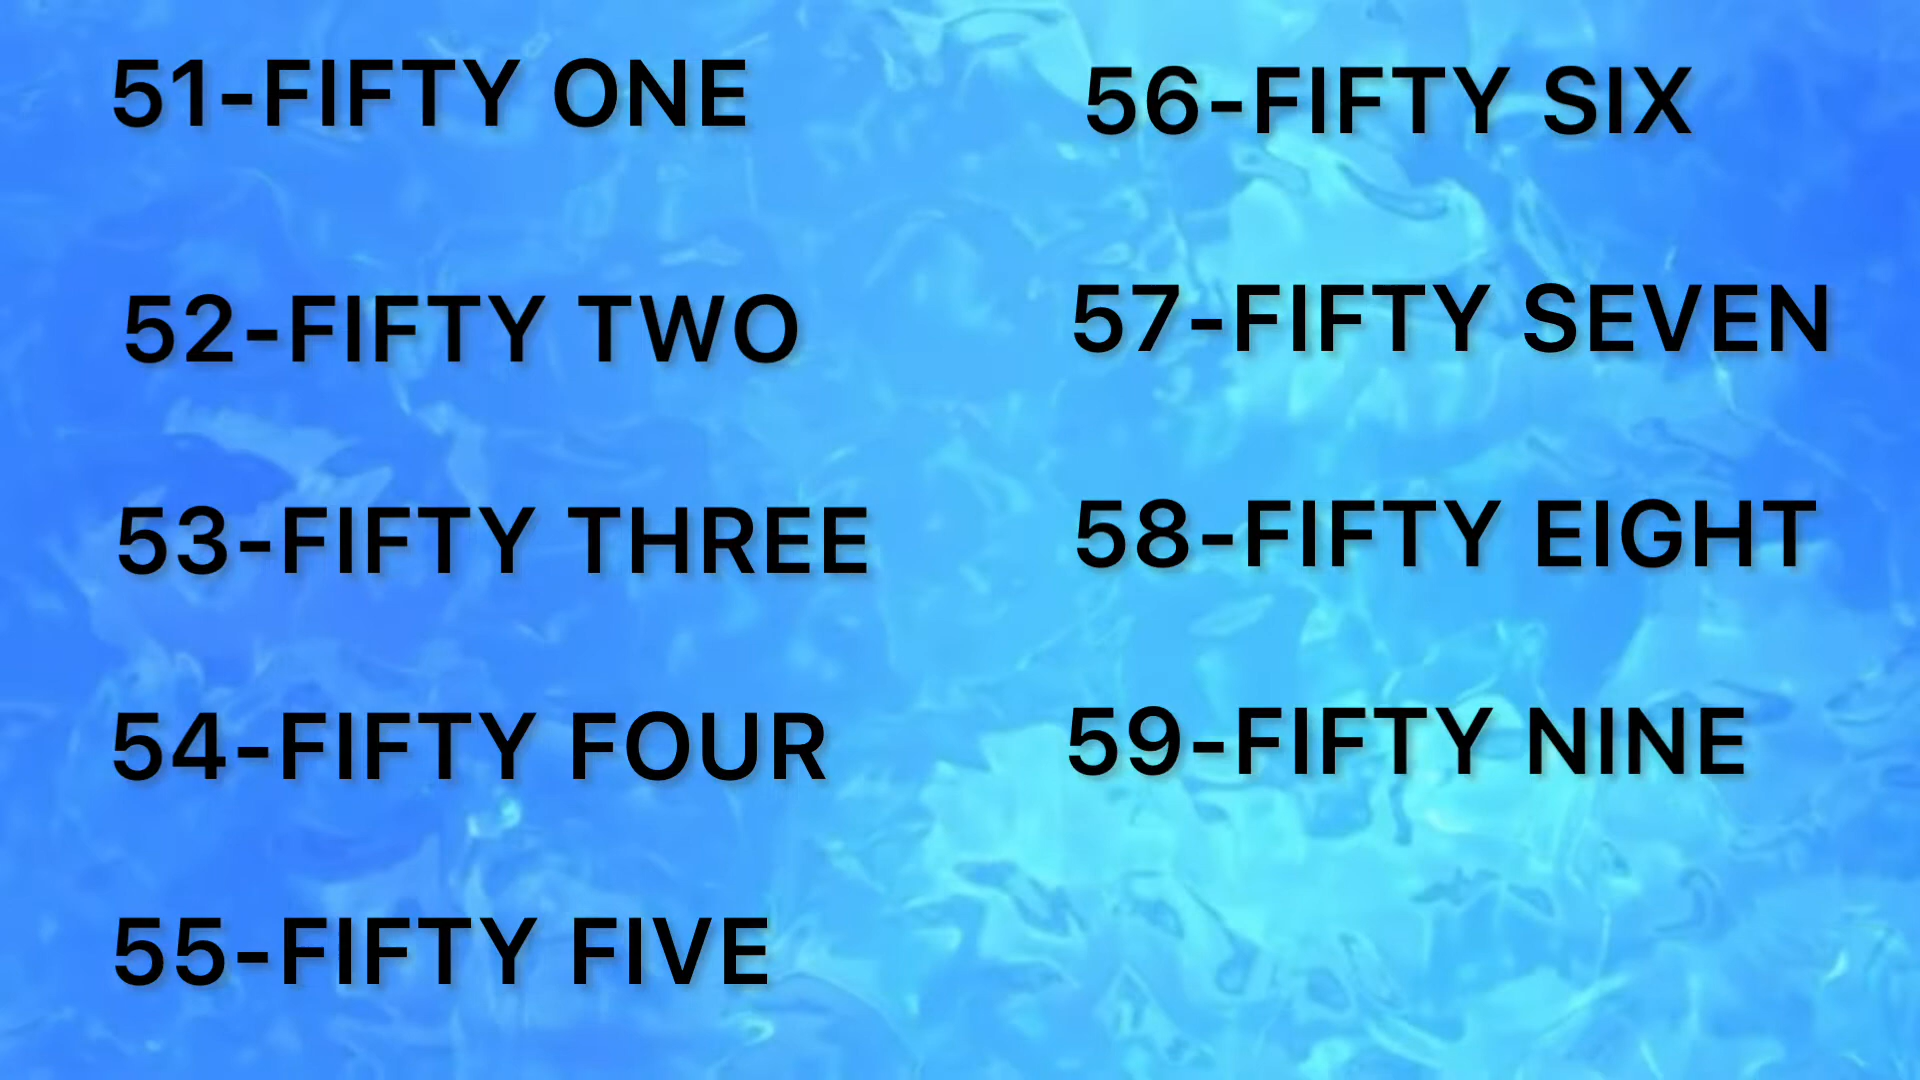 51-FIFTY ONE
52-FIFTY TWO
53-FIFTY THREE
54-FIFTY FOUR
55-FIFTY FIVE
56-FIFTY SIX
57-FIFTY SEVEN
58-FIFTY EIGHT
59-FIFTY NINE